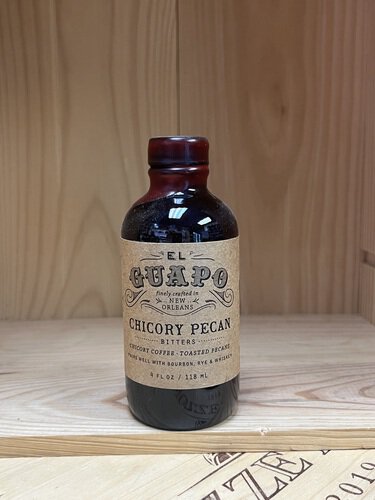 EL
GUAPO
finely crafted in
NEW
ORLEANS
CHICORY PECAN
BITTERS
CHICORY COFFEE · TOASTED PECANS
PAIRS WELL WITH BOURBON, RYE & WHISKEY
4 FL OZ / 118 ML
2019